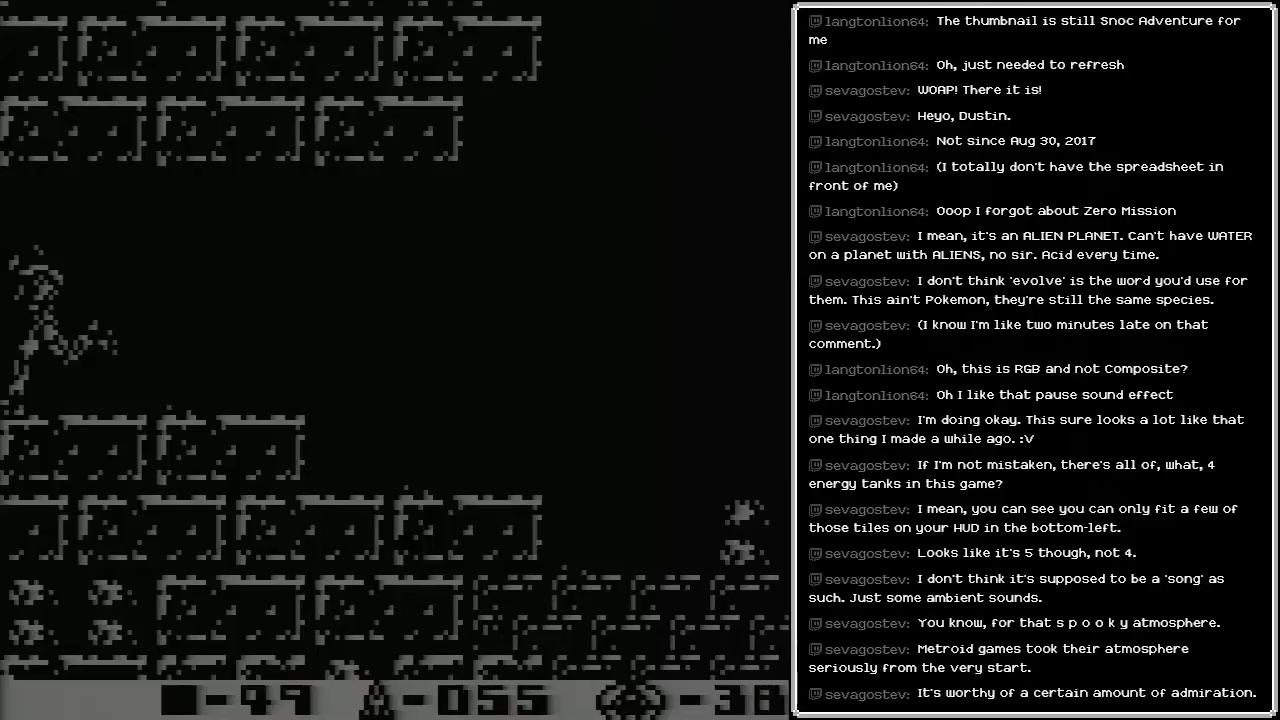 langtonlion64: The thumbnail is still Snoc Adventure for
me
langtonlion64: Oh, just needed to refresh
sevagostev: WOAP! There it is!
sevagostev: Heyo, Dustin.
langtonlion64: Not since Aug 30, 2017
langtonlion64: (I totally don't have the spreadsheet in
front of me)
langtonlion64: Ooop I forgot about Zero Mission
sevagostev: I mean, it's an ALIEN PLANET. Can't have WATER
on a planet with ALIENS, no sir. Acid every time.
sevagostev: I don't think 'evolve' is the word you'd use for
them. This ain't Pokemon, they're still the same species.
sevagostev: (I know I'm like two minutes late on that
comment.)
langtonlion64: Oh, this is RGB and not Composite?
langtonlion64: Oh I like that pause sound effect
sevagostev: I'm doing okay. This sure looks a lot like that
one thing I made a while ago. :V
sevagostev: If I'm not mistaken, there's all of, what, 4
energy tanks in this game?
sevagostev: I mean, you can see you can only fit a few of
those tiles on your HUD in the bottom-left.
sevagostev: Looks like it's 5 though, not 4.
sevagostev: I don't think it's supposed to be a 'song' as
such. Just some ambient sounds.
sevagostev: You know, for that s p o o k y atmosphere.
sevagostev: Metroid games took their atmosphere
seriously from the very start.
sevagostev: It's worthy of a certain amount of admiration.
-49 -055 -38